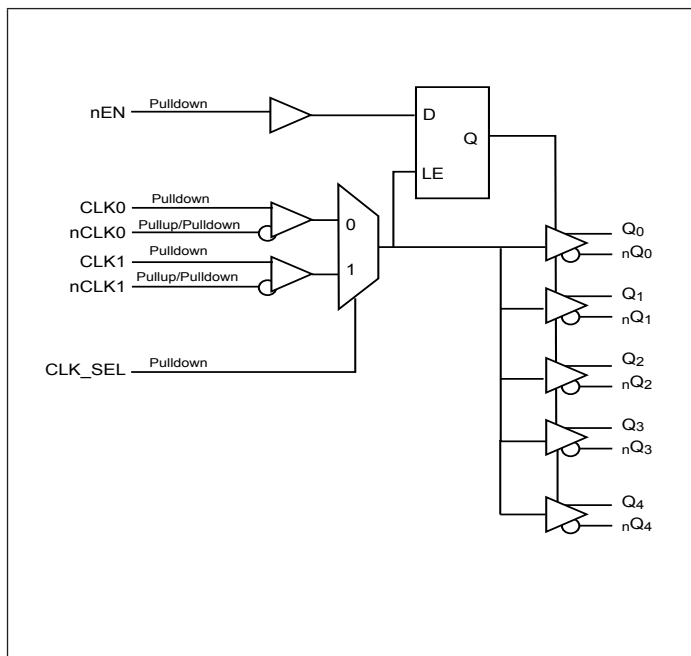 nEN Pulldown
D
Q
LE
CLK0 Pulldown
nCLK0 Pullup/Pulldown
CLK1 Pulldown
nCLK1 Pullup/Pulldown
0
1
CLK_SEL Pulldown
Q0
nQ0
Q1
nQ1
Q2
nQ2
Q3
nQ3
Q4
nQ4